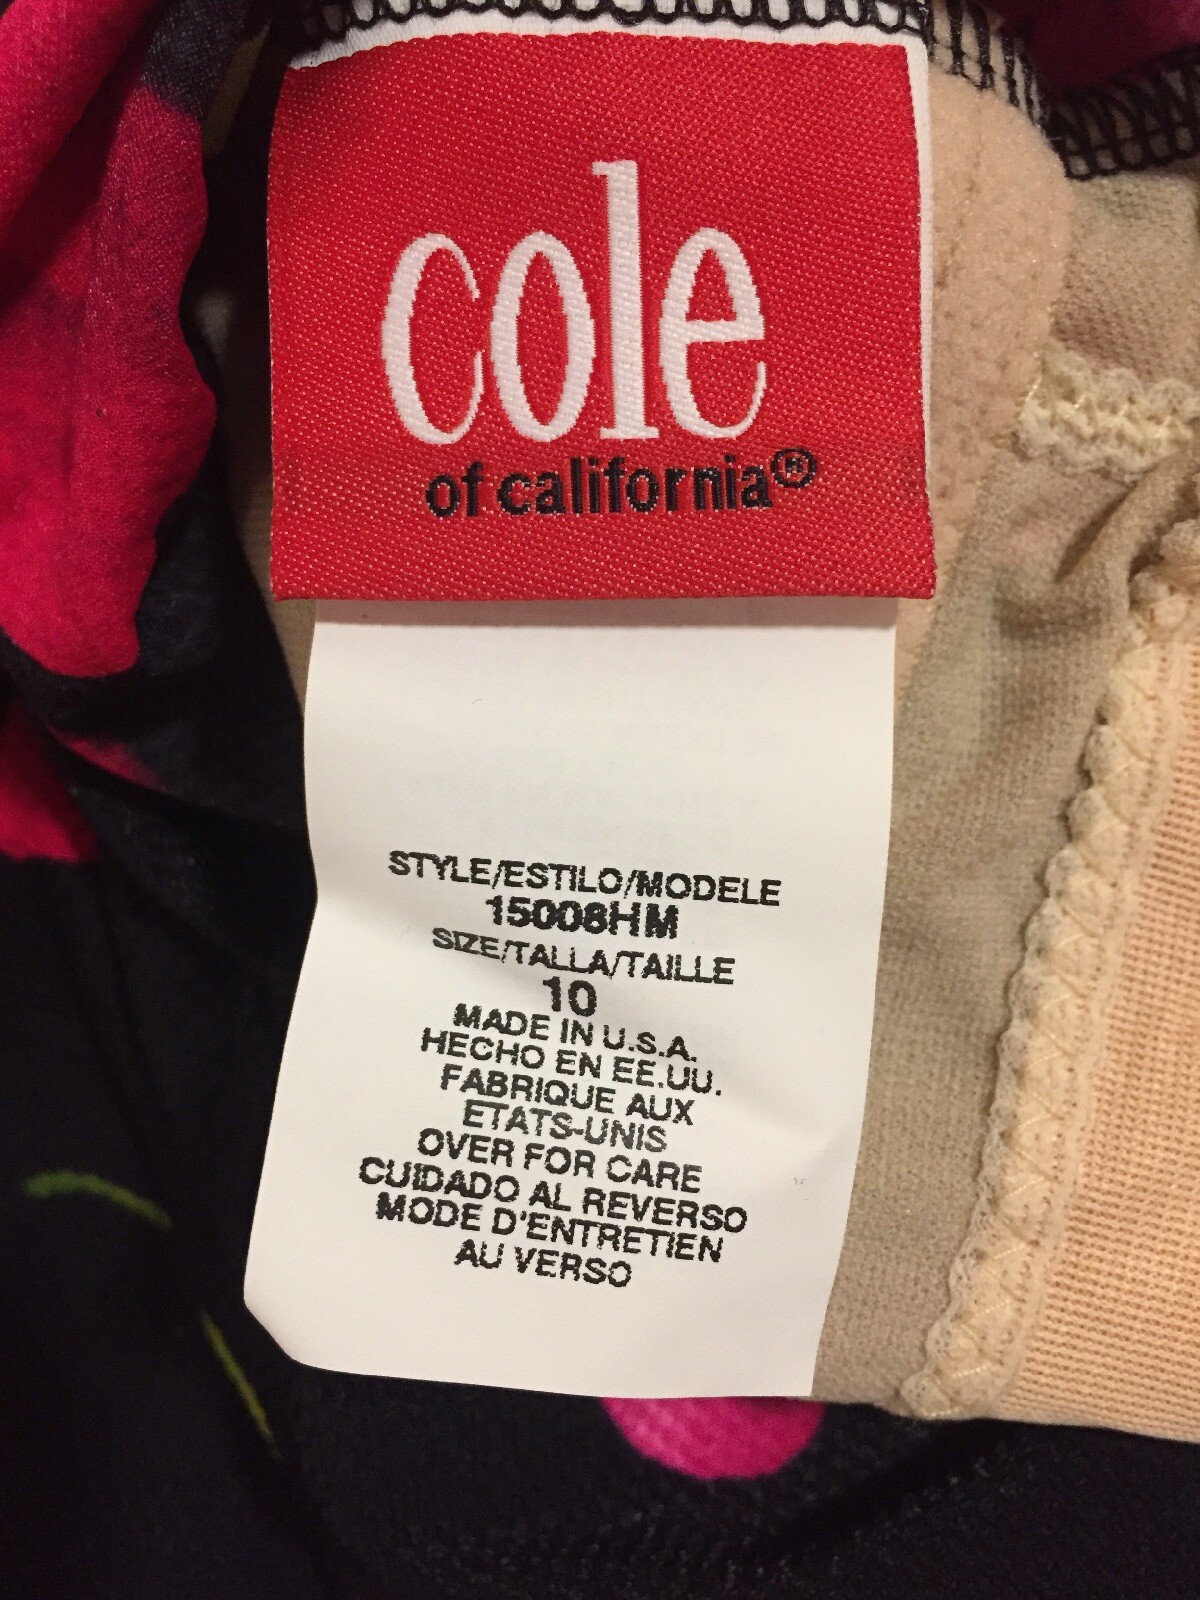 cole
of california®
STYLE/ESTILO/MODELE
15008HM
SIZE/TALLA/TAILLE
10
MADE IN U.S.A.
HECHO EN EE.UU.
FABRIQUE AUX
ETATS-UNIS
OVER FOR CARE
CUIDADO AL REVERSO
MODE D'ENTRETIEN
AU VERSO